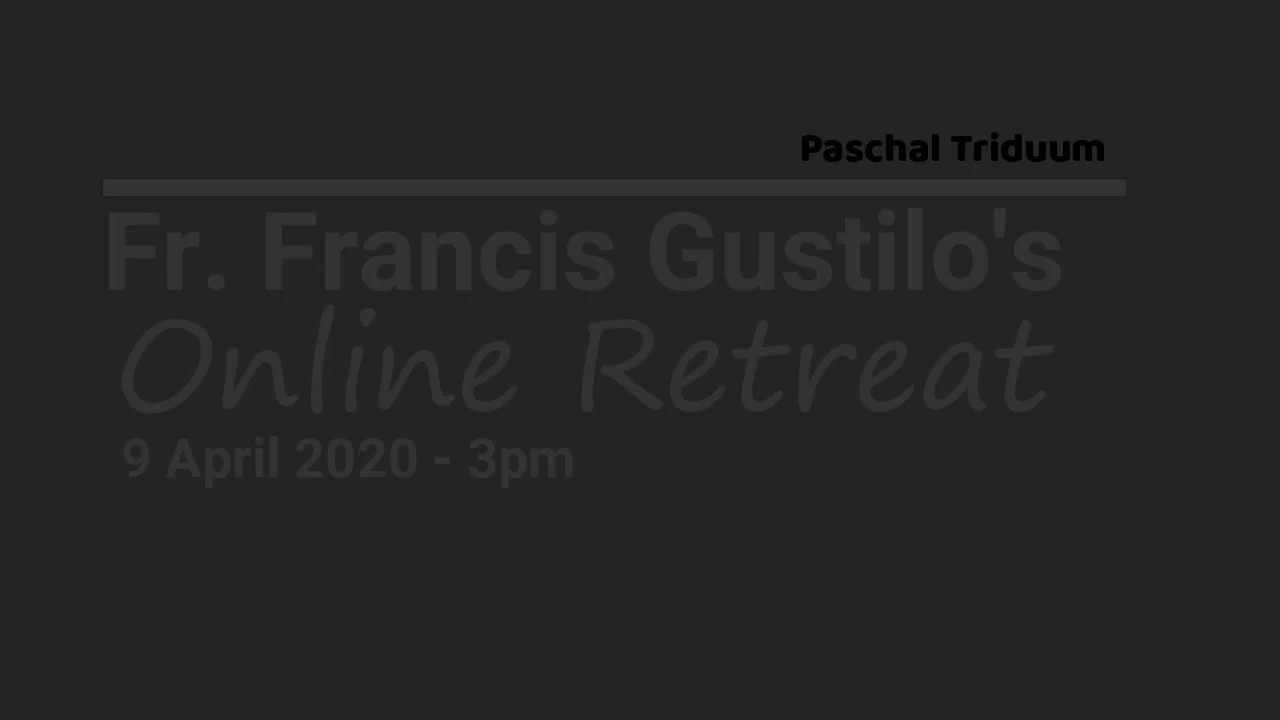 Paschal Triduum
Fr. Francis Gustilo's
Online Retreat
9 April 2020 - 3pm